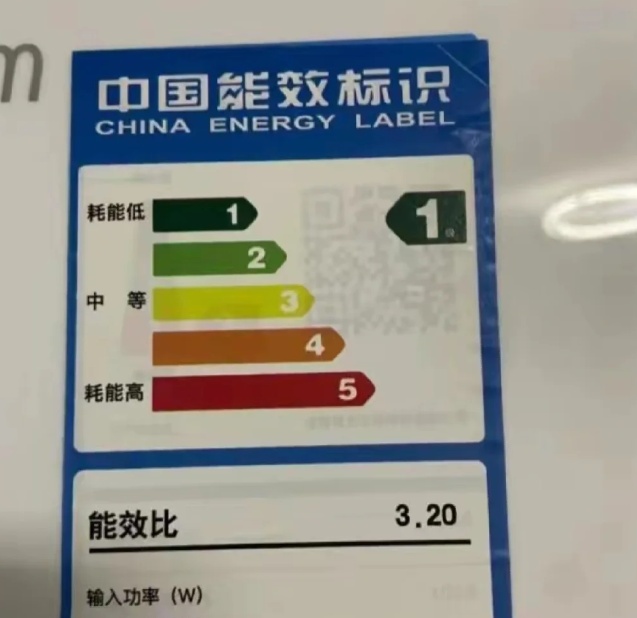 m
中国能效标识
CHINA ENERGY LABEL
耗能低 1 1级
2
中 等 3
4
耗能高 5
能效比 3.20
输入功率（W）